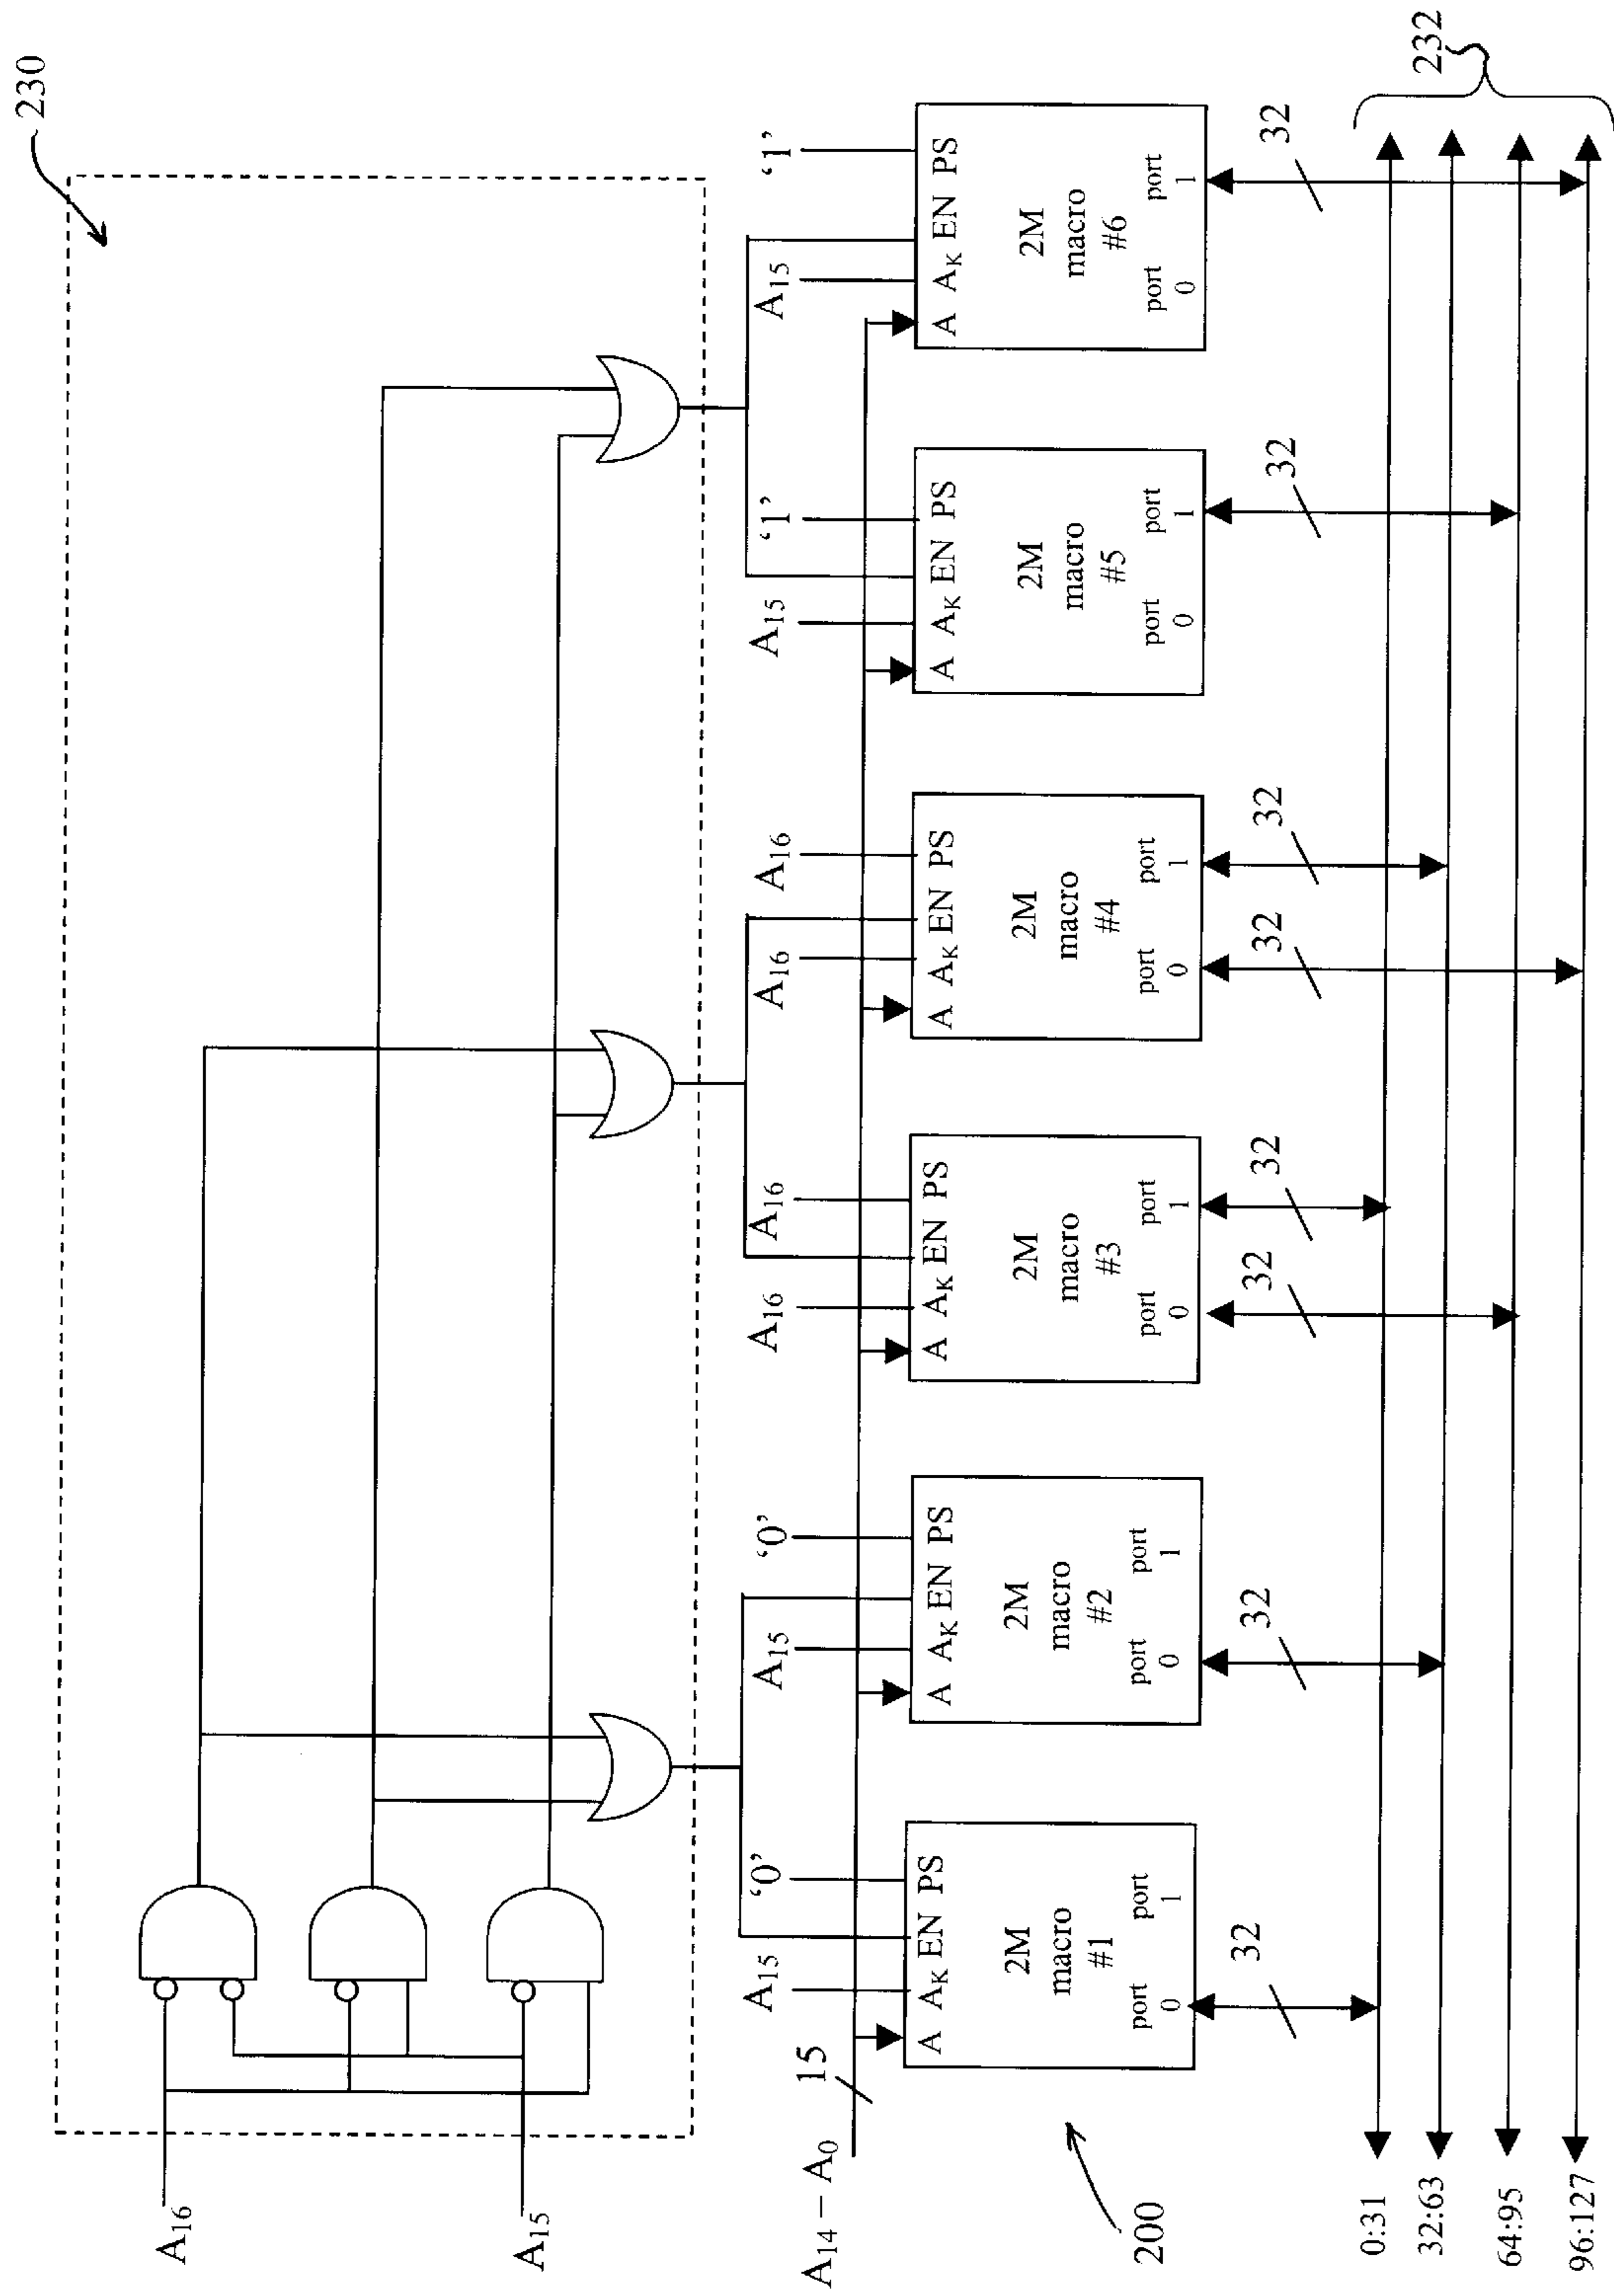 230
A16
A15
A14 – A0
15
A15
'0'
A15
'0'
A16
A16
A16
A16
A15
'1'
A15
'1'
A AK EN PS
2M
macro
#1
port
0
port
1
A AK EN PS
2M
macro
#2
port
0
port
1
A AK EN PS
2M
macro
#3
port
0
port
1
A AK EN PS
2M
macro
#4
port
0
port
1
A AK EN PS
2M
macro
#5
port
0
port
1
A AK EN PS
2M
macro
#6
port
0
port
1
200
32
32
32
32
32
32
32
32
232
0:31
32:63
64:95
96:127